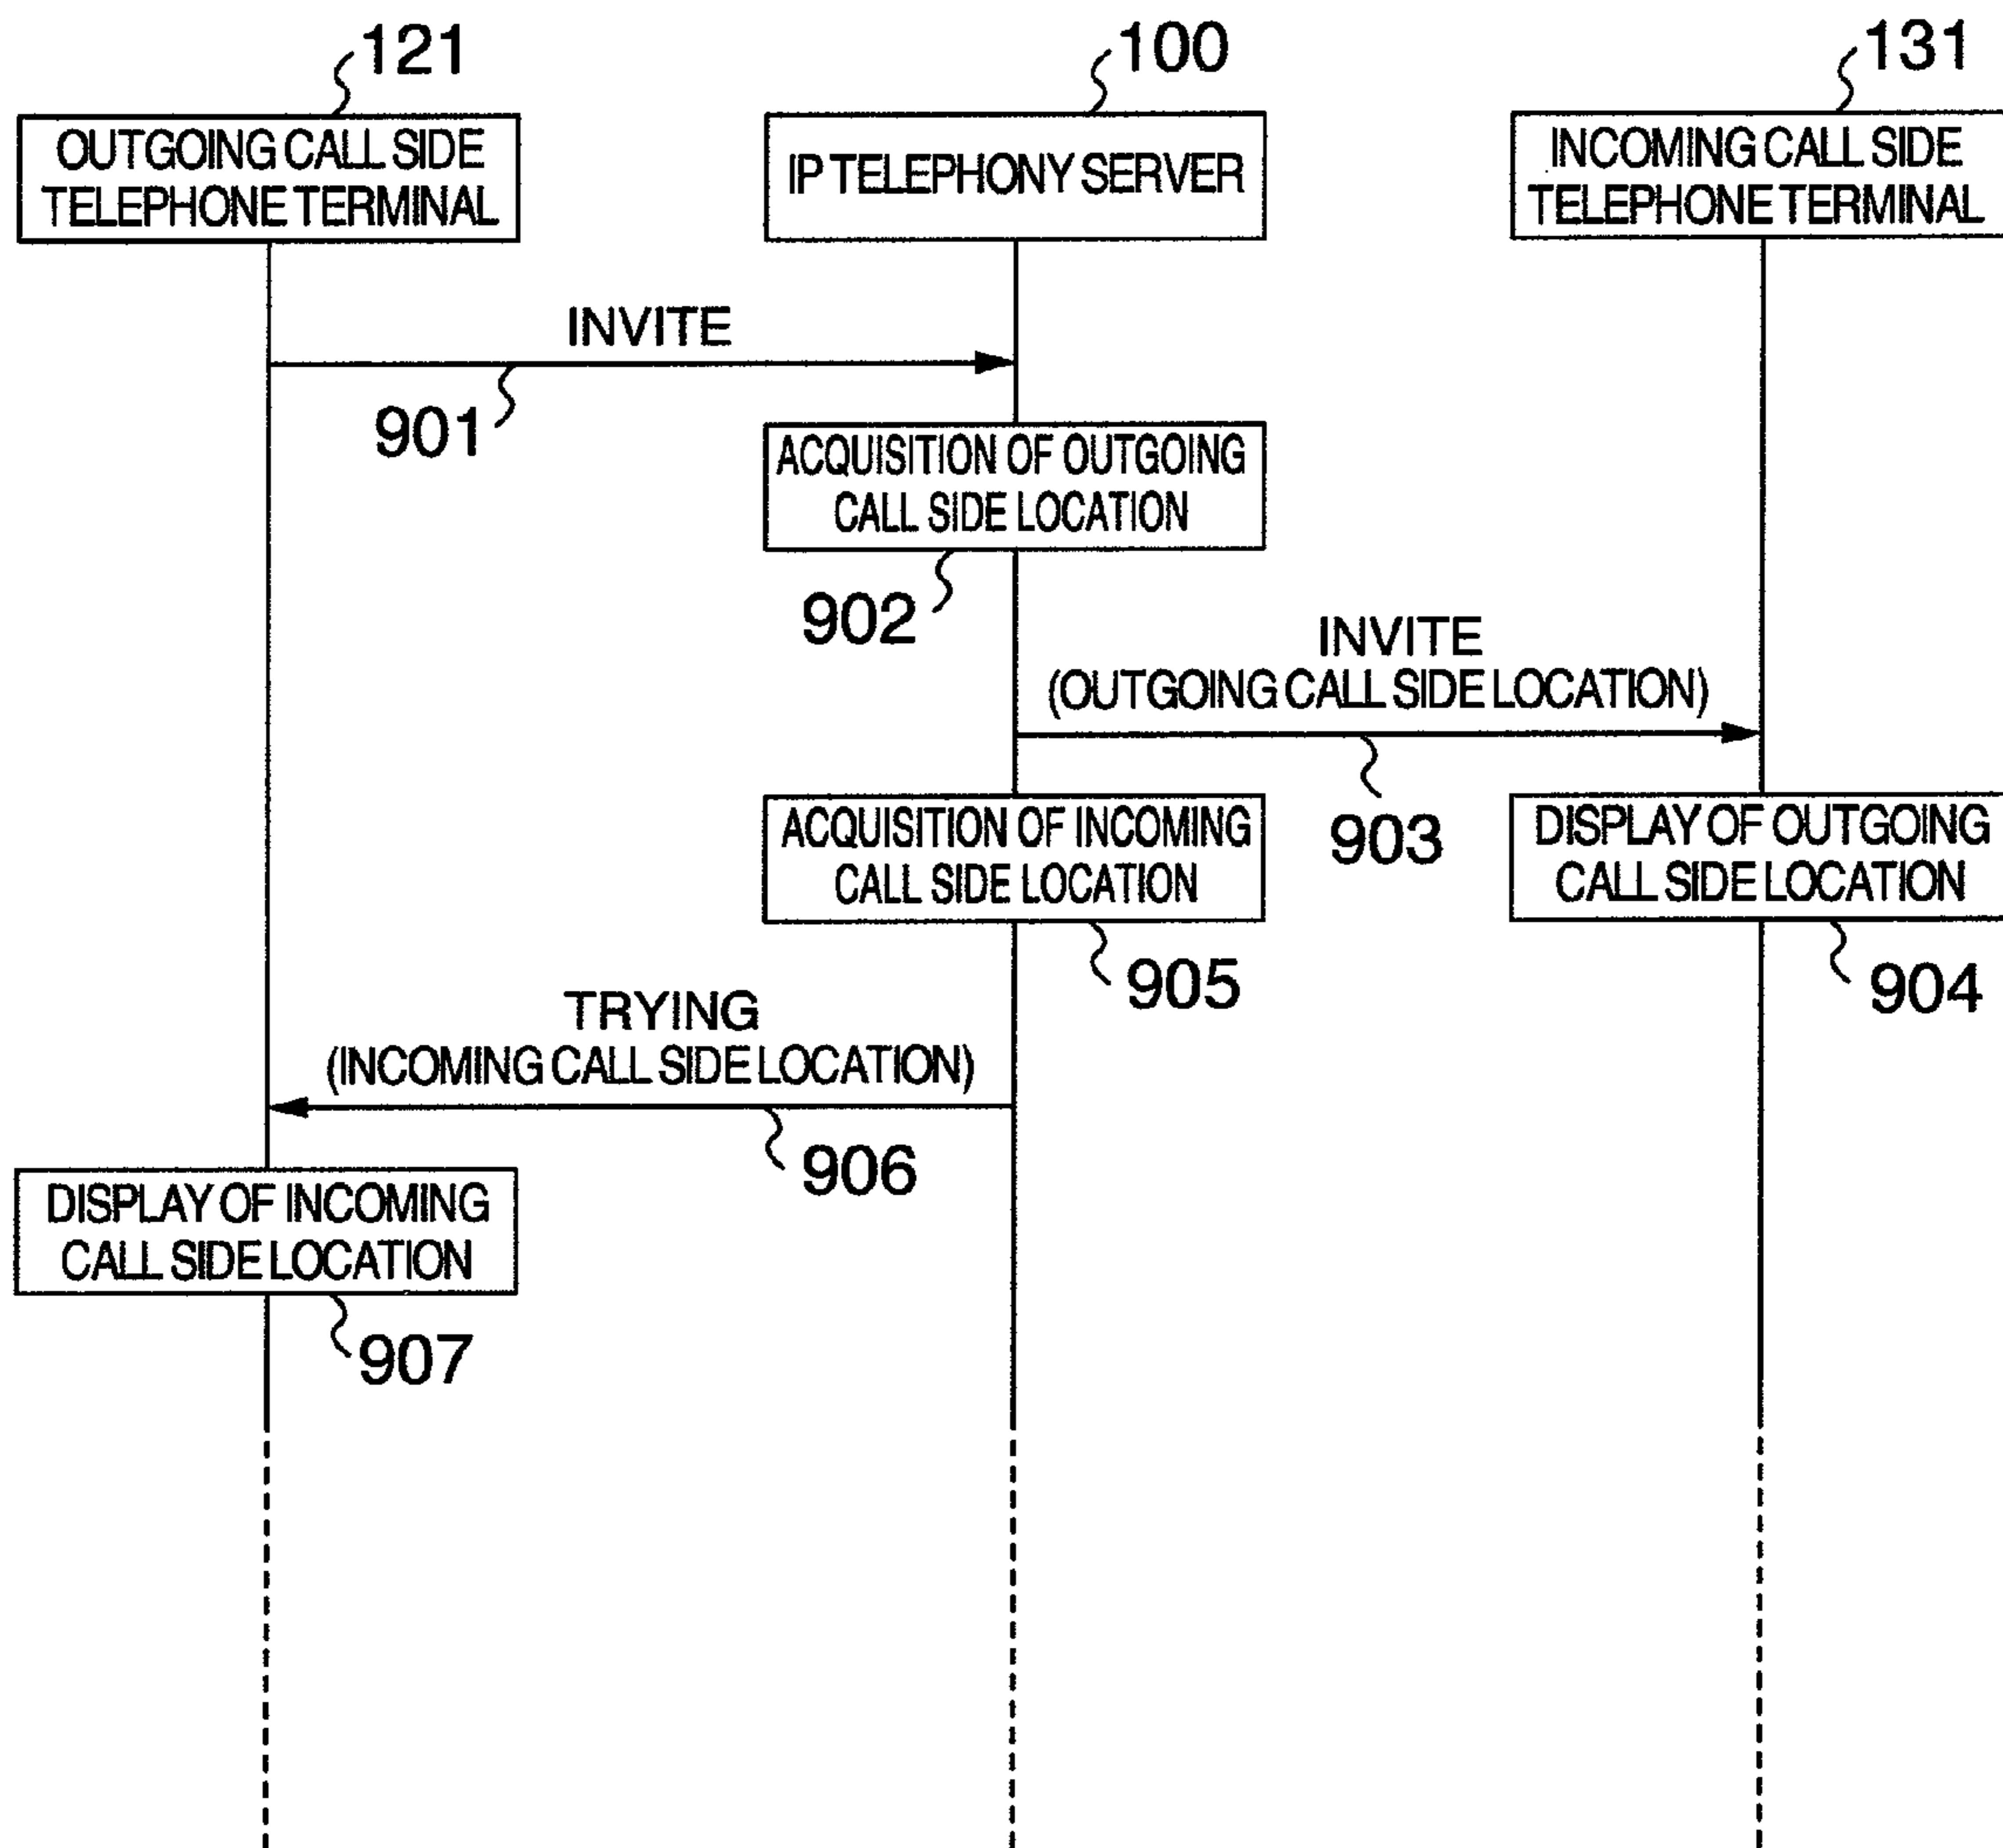 121
100
131
OUTGOING CALL SIDE
TELEPHONE TERMINAL
IP TELEPHONY SERVER
INCOMING CALL SIDE
TELEPHONE TERMINAL
INVITE
901
ACQUISITION OF OUTGOING
CALL SIDE LOCATION
902
INVITE
(OUTGOING CALL SIDE LOCATION)
903
ACQUISITION OF INCOMING
CALL SIDE LOCATION
905
DISPLAY OF OUTGOING
CALL SIDE LOCATION
904
TRYING
(INCOMING CALL SIDE LOCATION)
906
DISPLAY OF INCOMING
CALL SIDE LOCATION
907